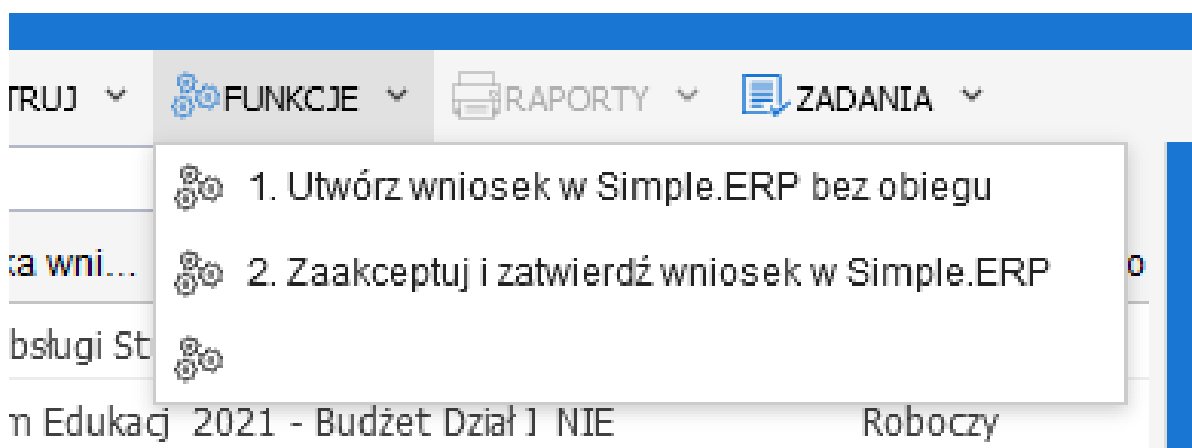 TRUJ FUNKCJE RAPORTY ZADANIA
1. Utwórz wniosek w Simple.ERP bez obiegu
ka wni... 2. Zaakceptuj i zatwierdź wniosek w Simple.ERP o
bsługi St
m Edukacj 2021 - Budżet Dział I NIE Roboczy